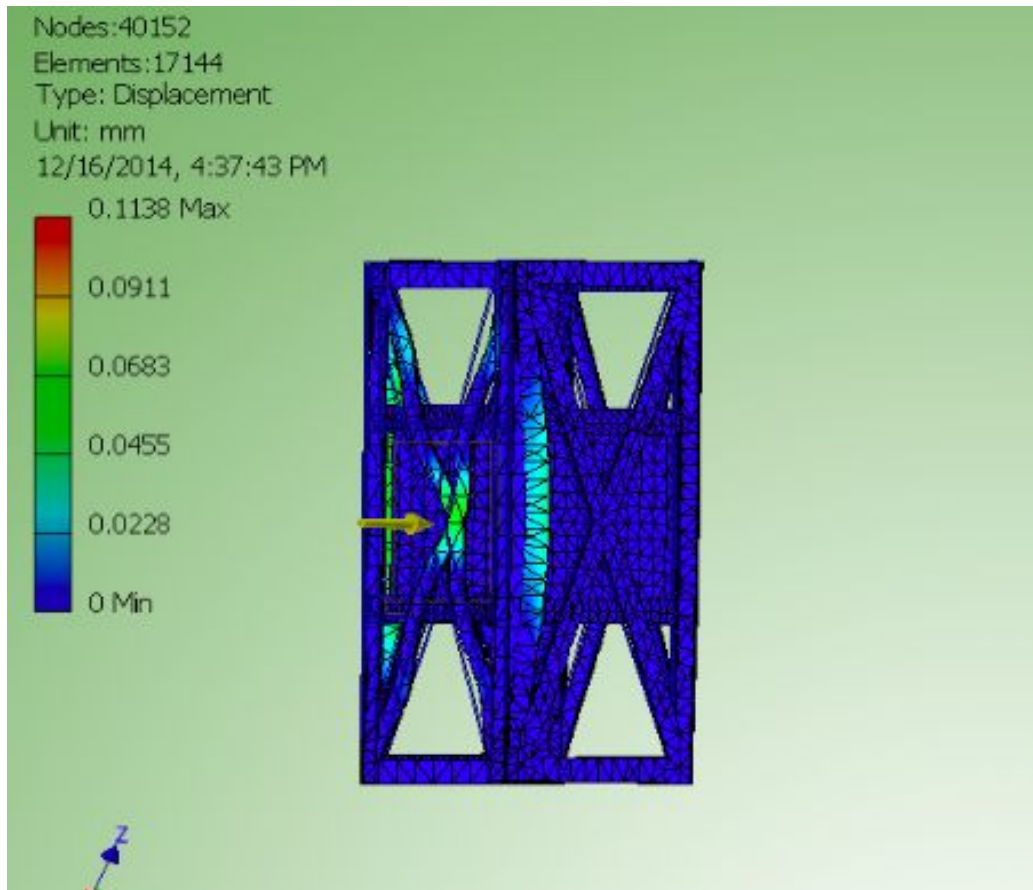 Nodes:40152
Elements:17144
Type: Displacement
Unit: mm
12/16/2014, 4:37:43 PM
0.1138 Max
0.0911
0.0683
0.0455
0.0228
0 Min
Z